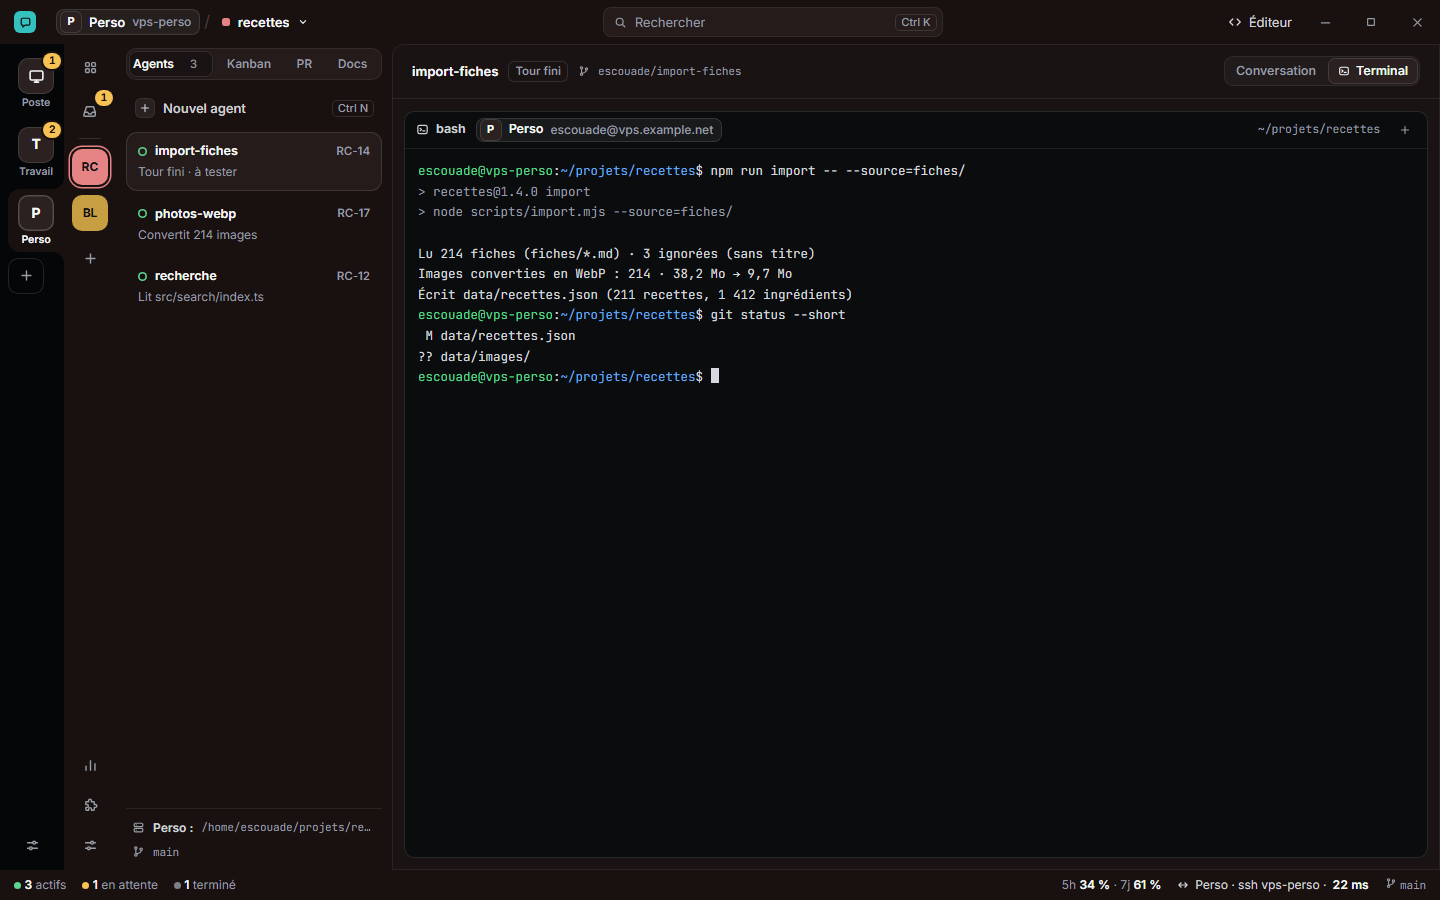 P Perso vps-perso / recettes
Rechercher Ctrl K
Éditeur
1
Poste
2
T
Travail
P
Perso
1
RC
BL
Agents 3 Kanban PR Docs
Nouvel agent Ctrl N
import-fiches RC-14
Tour fini · à tester
photos-webp RC-17
Convertit 214 images
recherche RC-12
Lit src/search/index.ts
Perso : /home/escouade/projets/re…
main
import-fiches Tour fini escouade/import-fiches
Conversation Terminal
bash P Perso escouade@vps.example.net ~/projets/recettes
escouade@vps-perso:~/projets/recettes$ npm run import -- --source=fiches/
> recettes@1.4.0 import
> node scripts/import.mjs --source=fiches/
Lu 214 fiches (fiches/*.md) · 3 ignorées (sans titre)
Images converties en WebP : 214 · 38,2 Mo → 9,7 Mo
Écrit data/recettes.json (211 recettes, 1 412 ingrédients)
escouade@vps-perso:~/projets/recettes$ git status --short
M data/recettes.json
?? data/images/
escouade@vps-perso:~/projets/recettes$
3 actifs 1 en attente 1 terminé
5h 34 % · 7j 61 % Perso · ssh vps-perso · 22 ms main